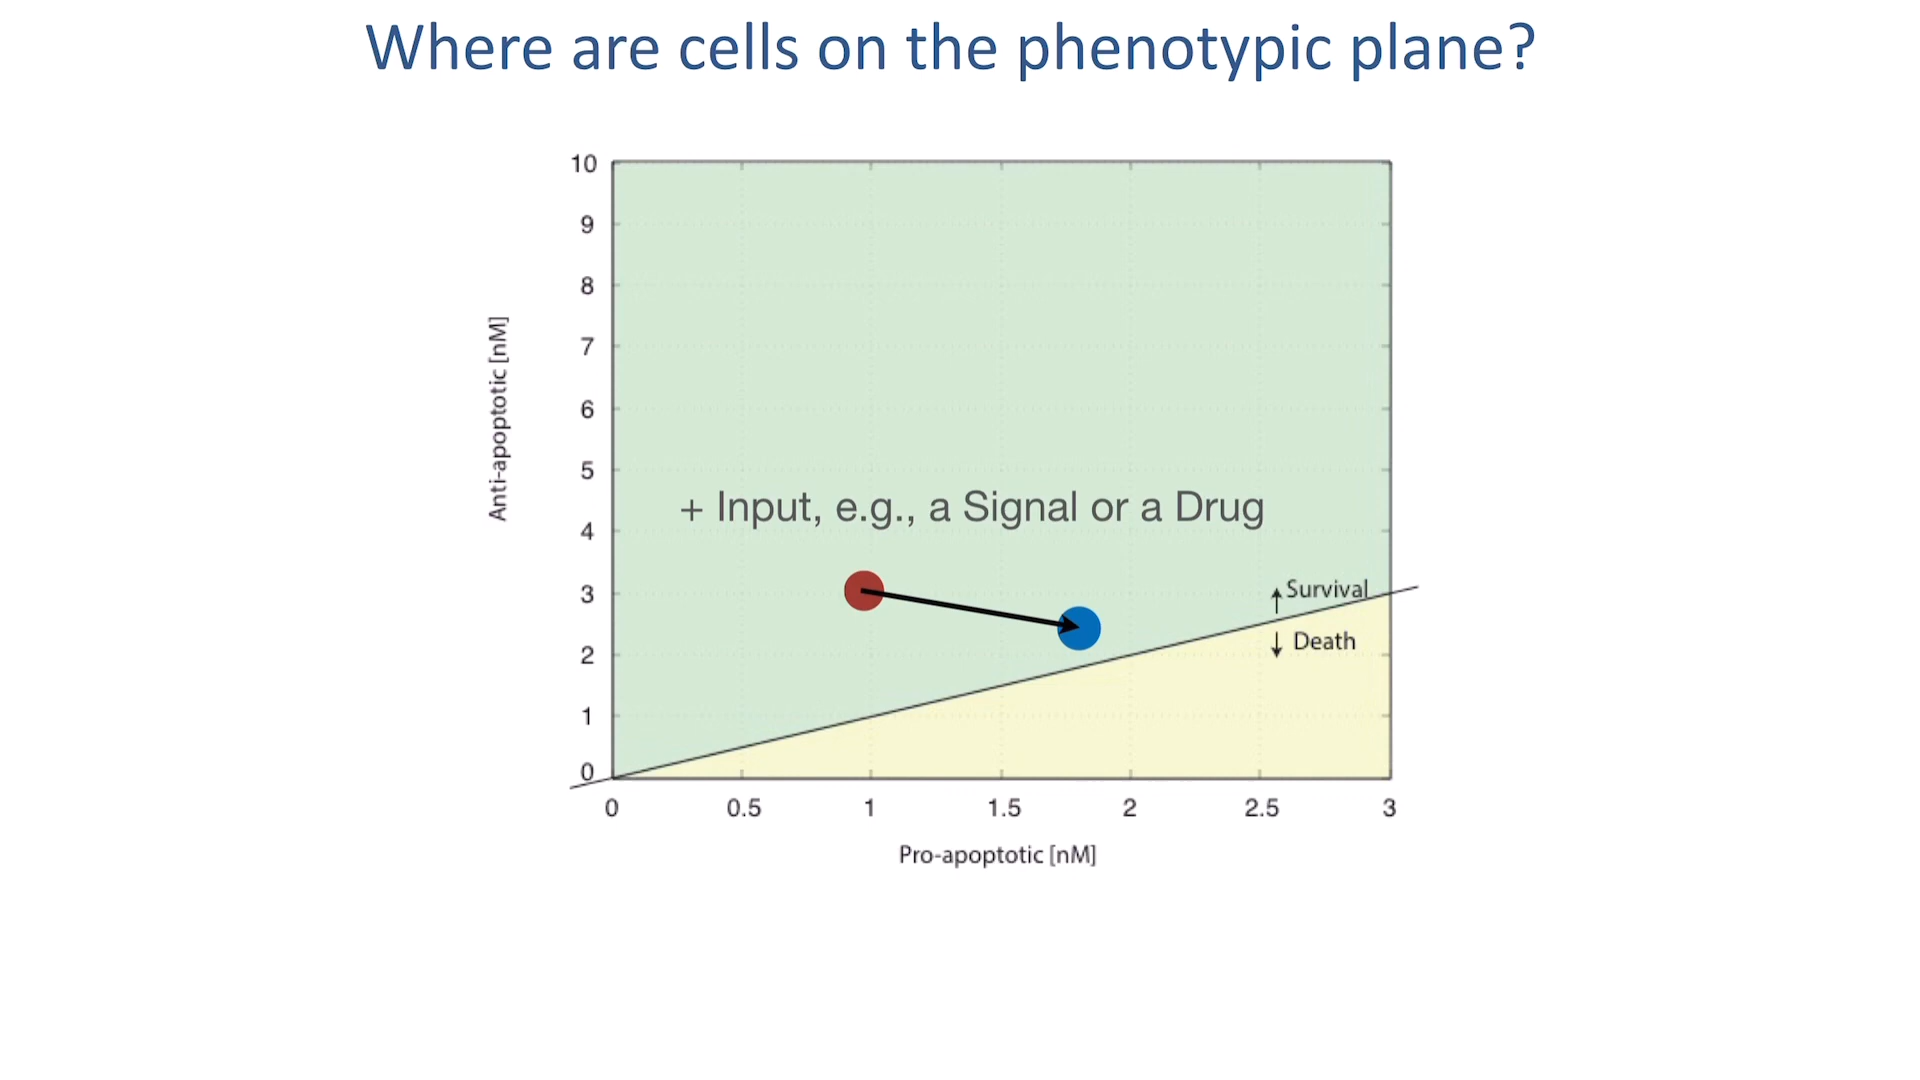 Where are cells on the phenotypic plane?
10
9
8
7
6
5
4
3
2
1
0
Anti-apoptotic [nM]
+ Input, e.g., a Signal or a Drug
↑ Survival
↓ Death
0 0.5 1 1.5 2 2.5 3
Pro-apoptotic [nM]